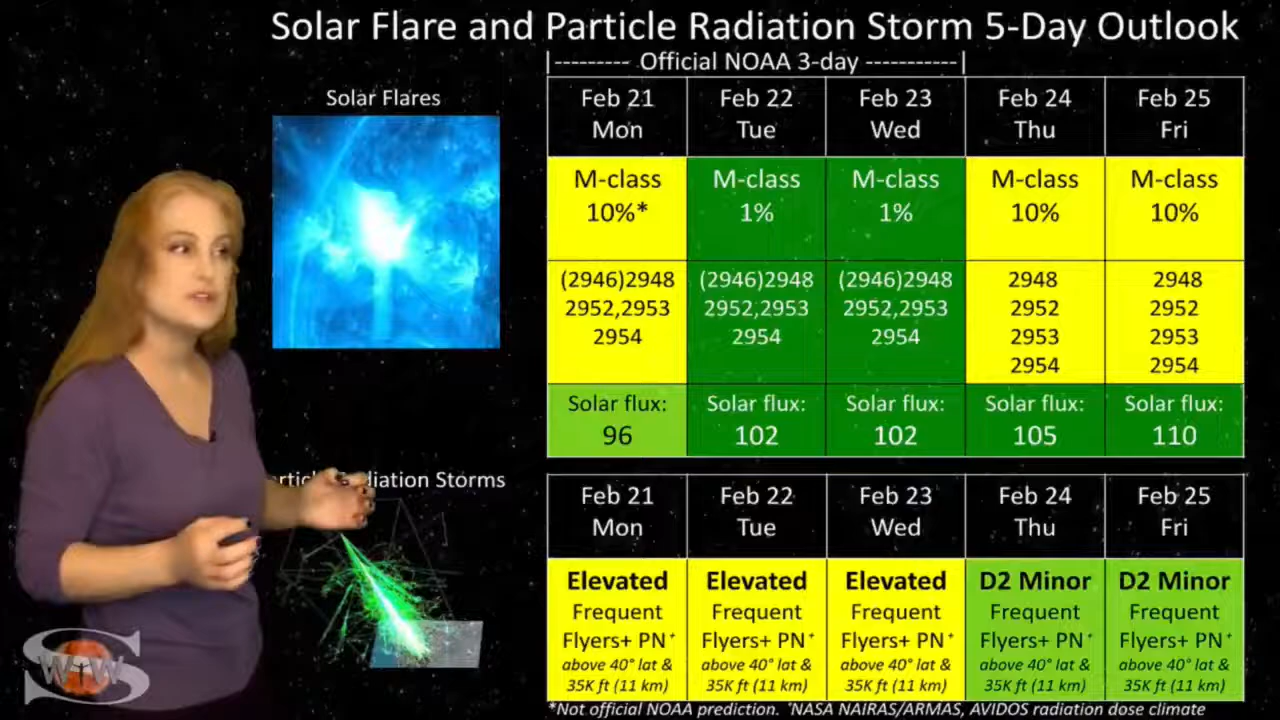 Solar Flare and Particle Radiation Storm 5-Day Outlook
|--------- Official NOAA 3-day -----------|
Solar Flares
Feb 21 Feb 22 Feb 23 Feb 24 Feb 25
Mon Tue Wed Thu Fri
M-class M-class M-class M-class M-class
10%* 1% 1% 10% 10%
(2946)2948 (2946)2948 (2946)2948 2948 2948
2952,2953 2952,2953 2952,2953 2952 2952
2954 2954 2954 2953 2953
2954 2954
Solar flux: Solar flux: Solar flux: Solar flux: Solar flux:
96 102 102 105 110
Radiation Storms
Feb 21 Feb 22 Feb 23 Feb 24 Feb 25
Mon Tue Wed Thu Fri
Elevated Elevated Elevated D2 Minor D2 Minor
Frequent Frequent Frequent Frequent Frequent
Flyers+ PN+ Flyers+ PN+ Flyers+ PN+ Flyers+ PN+ Flyers+ PN+
above 40° lat & above 40° lat & above 40° lat & above 40° lat & above 40° lat &
35K ft (11 km) 35K ft (11 km) 35K ft (11 km) 35K ft (11 km) 35K ft (11 km)
*Not official NOAA prediction. +NASA NAIRAS/ARMAS, AVIDOS radiation dose climate
S WTW